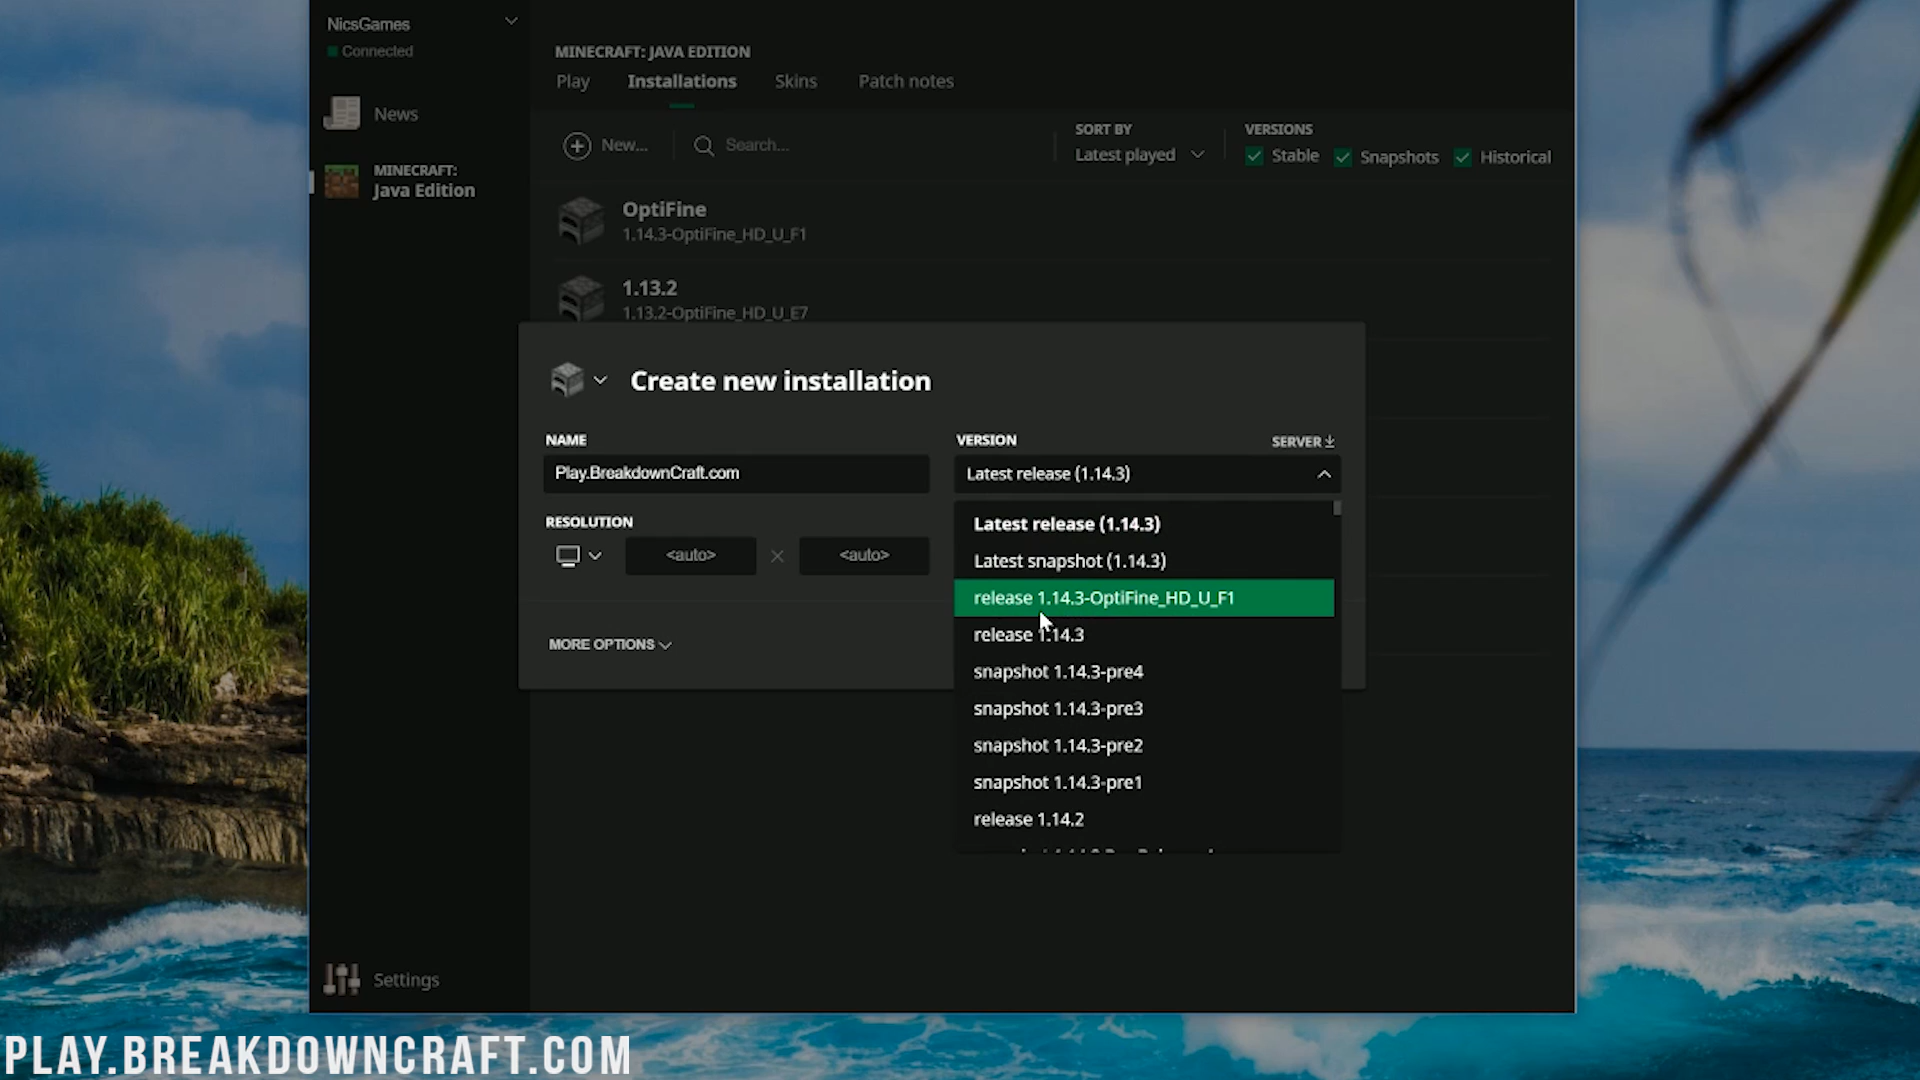 NicsGames
Connected
News
MINECRAFT:
Java Edition
Settings
MINECRAFT: JAVA EDITION
Play Installations Skins Patch notes
New... Search...
SORT BY
Latest played
VERSIONS
Stable Snapshots Historical
OptiFine
1.14.3-OptiFine_HD_U_F1
1.13.2
1.13.2-OptiFine_HD_U_E7
Create new installation
NAME
Play.BreakdownCraft.com
VERSION SERVER
Latest release (1.14.3)
RESOLUTION
<auto> <auto>
MORE OPTIONS
Latest release (1.14.3)
Latest snapshot (1.14.3)
release 1.14.3-OptiFine_HD_U_F1
release 1.14.3
snapshot 1.14.3-pre4
snapshot 1.14.3-pre3
snapshot 1.14.3-pre2
snapshot 1.14.3-pre1
release 1.14.2
PLAY.BREAKDOWNCRAFT.COM